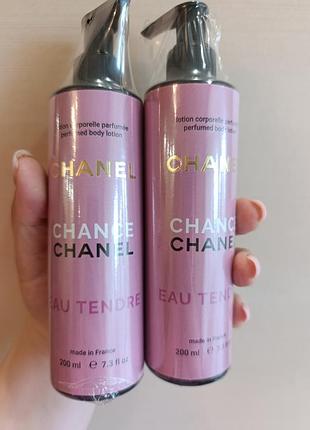 lotion corporelle parfumée
perfumed body lotion
CHANEL
CHANCE
CHANEL
EAU TENDRE
made in France
200 ml ℮ 7.3 fl oz
lotion corporelle parfumée
perfumed body lotion
CHANEL
CHANCE
CHANEL
EAU TENDRE
made in France
200 ml ℮ 7.3 fl